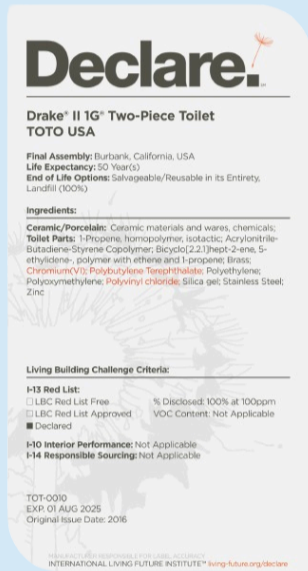 Declare.
Drake® II 1G® Two-Piece Toilet
TOTO USA
Final Assembly: Burbank, California, USA
Life Expectancy: 50 Year(s)
End of Life Options: Salvageable/Reusable in its Entirety,
Landfill (100%)
Ingredients:
Ceramic/Porcelain: Ceramic materials and wares, chemicals;
Toilet Parts: 1-Propene, homopolymer, isotactic; Acrylonitrile-
Butadiene-Styrene Copolymer; Bicyclo[2.2.1]hept-2-ene, 5-
ethylidene-, polymer with ethene and 1-propene; Brass;
Chromium(VI); Polybutylene Terephthalate; Polyethylene;
Polyoxymethylene; Polyvinyl chloride; Silica gel; Stainless Steel;
Zinc
Living Building Challenge Criteria:
I-13 Red List:
☐ LBC Red List Free % Disclosed: 100% at 100ppm
☐ LBC Red List Approved VOC Content: Not Applicable
■ Declared
I-10 Interior Performance: Not Applicable
I-14 Responsible Sourcing: Not Applicable
TOT-0010
EXP. 01 AUG 2025
Original Issue Date: 2016
MANUFACTURER RESPONSIBLE FOR LABEL ACCURACY
INTERNATIONAL LIVING FUTURE INSTITUTE™ living-future.org/declare